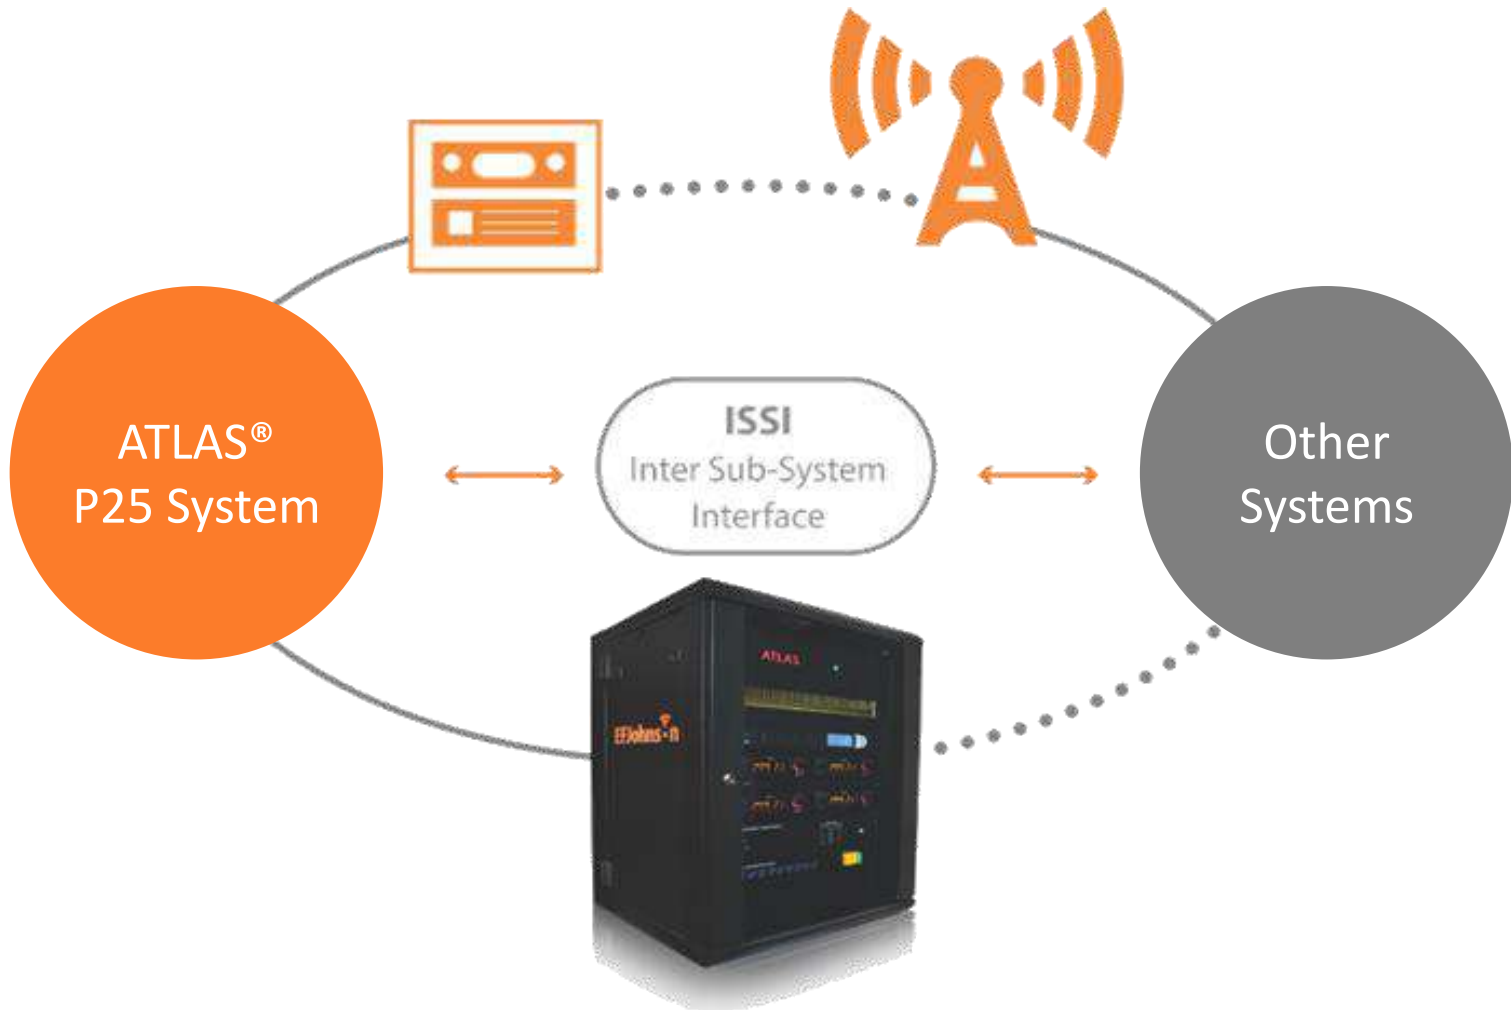 ATLAS®
P25 System
ISSI
Inter Sub-System
Interface
Other
Systems
ATLAS
EFJohnson